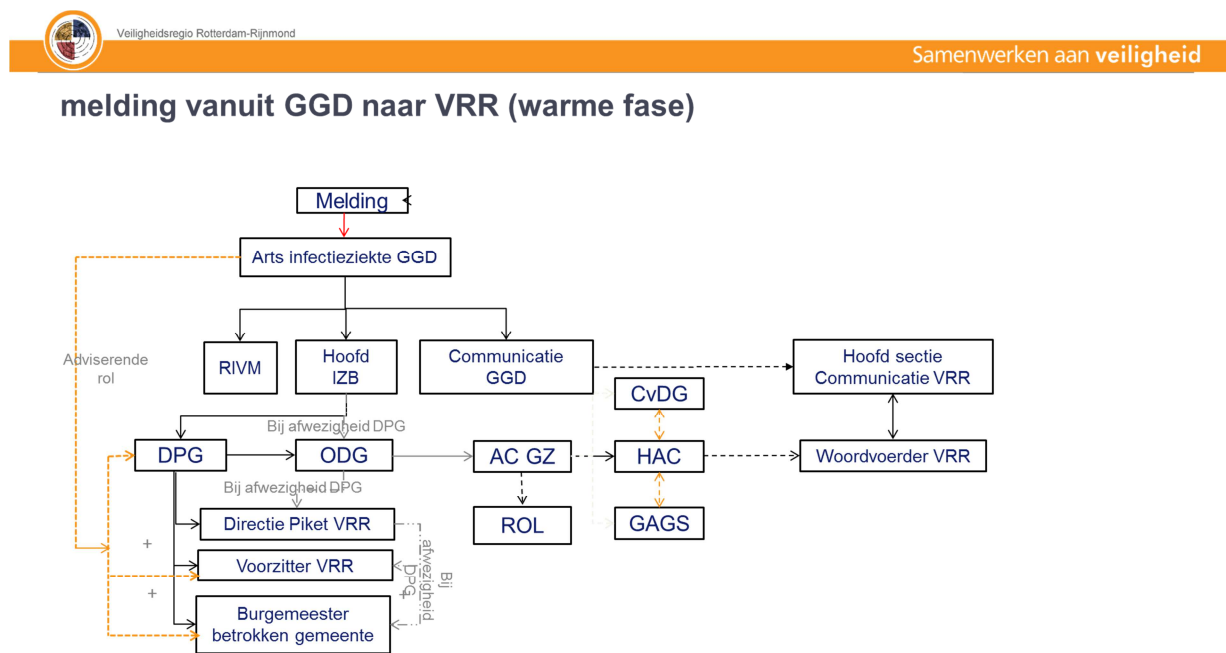 Veiligheidsregio Rotterdam-Rijnmond
Samenwerken aan veiligheid
melding vanuit GGD naar VRR (warme fase)
Melding
Arts infectieziekte GGD
Adviserende
rol
RIVM
Hoofd
IZB
Communicatie
GGD
Hoofd sectie
Communicatie VRR
CvDG
Bij afwezigheid DPG
DPG
ODG
AC GZ
HAC
Woordvoerder VRR
Bij afwezigheid DPG
Directie Piket VRR
ROL
GAGS
+
Voorzitter VRR
Bij
afwezigheid
DPG
+
+
Burgemeester
betrokken gemeente